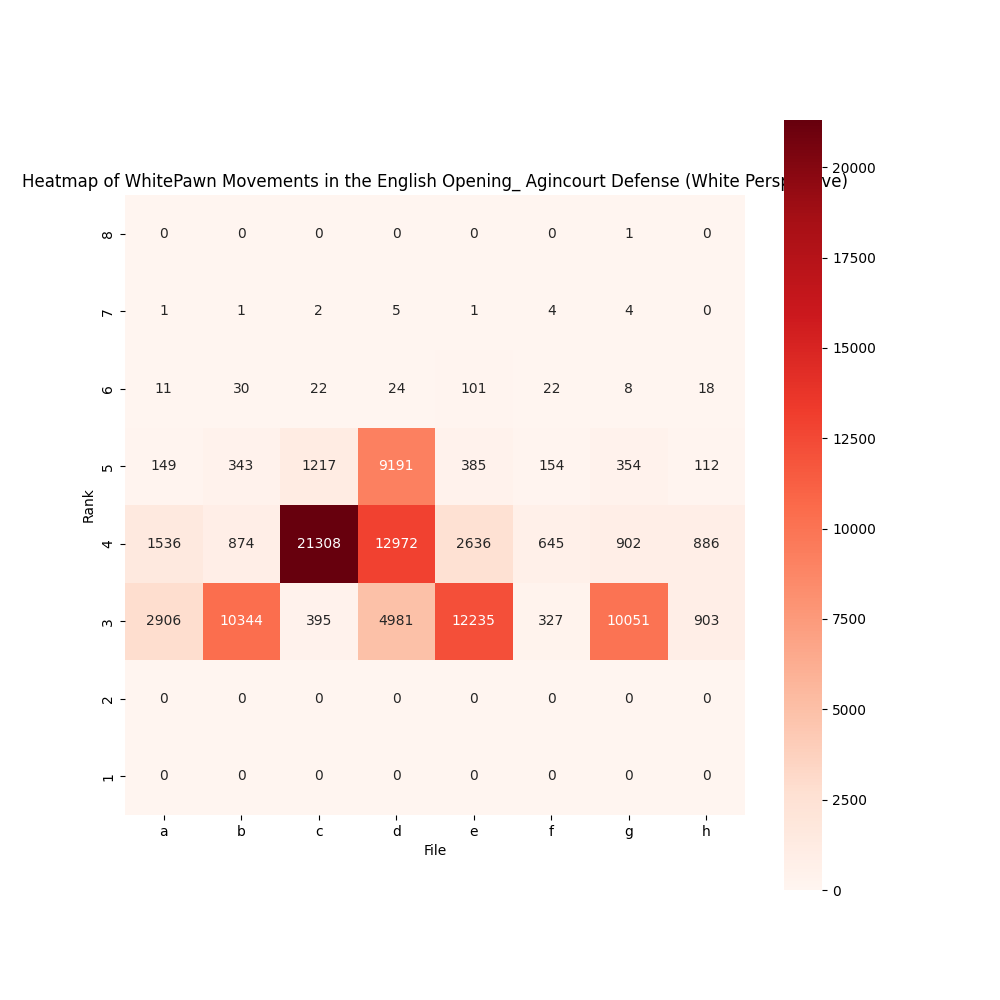 Heatmap of WhitePawn Movements in the English Opening_ Agincourt Defense (White Perspective)
8 0 0 0 0 0 0 1 0
7 1 1 2 5 1 4 4 0
6 11 30 22 24 101 22 8 18
5 149 343 1217 9191 385 154 354 112
4 1536 874 21308 12972 2636 645 902 886
3 2906 10344 395 4981 12235 327 10051 903
2 0 0 0 0 0 0 0 0
1 0 0 0 0 0 0 0 0
a b c d e f g h
Rank
File
20000
17500
15000
12500
10000
7500
5000
2500
0